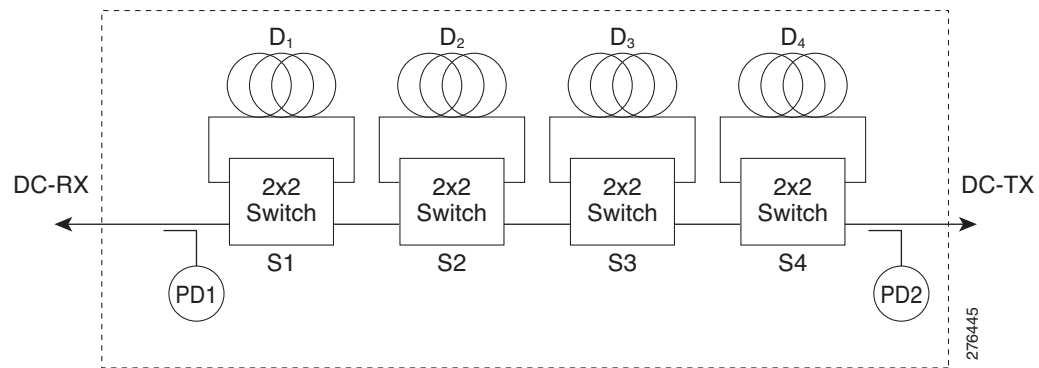 D₁
D₂
D₃
D₄
DC-RX
2x2
Switch
2x2
Switch
2x2
Switch
2x2
Switch
DC-TX
S1
S2
S3
S4
PD1
PD2
276445